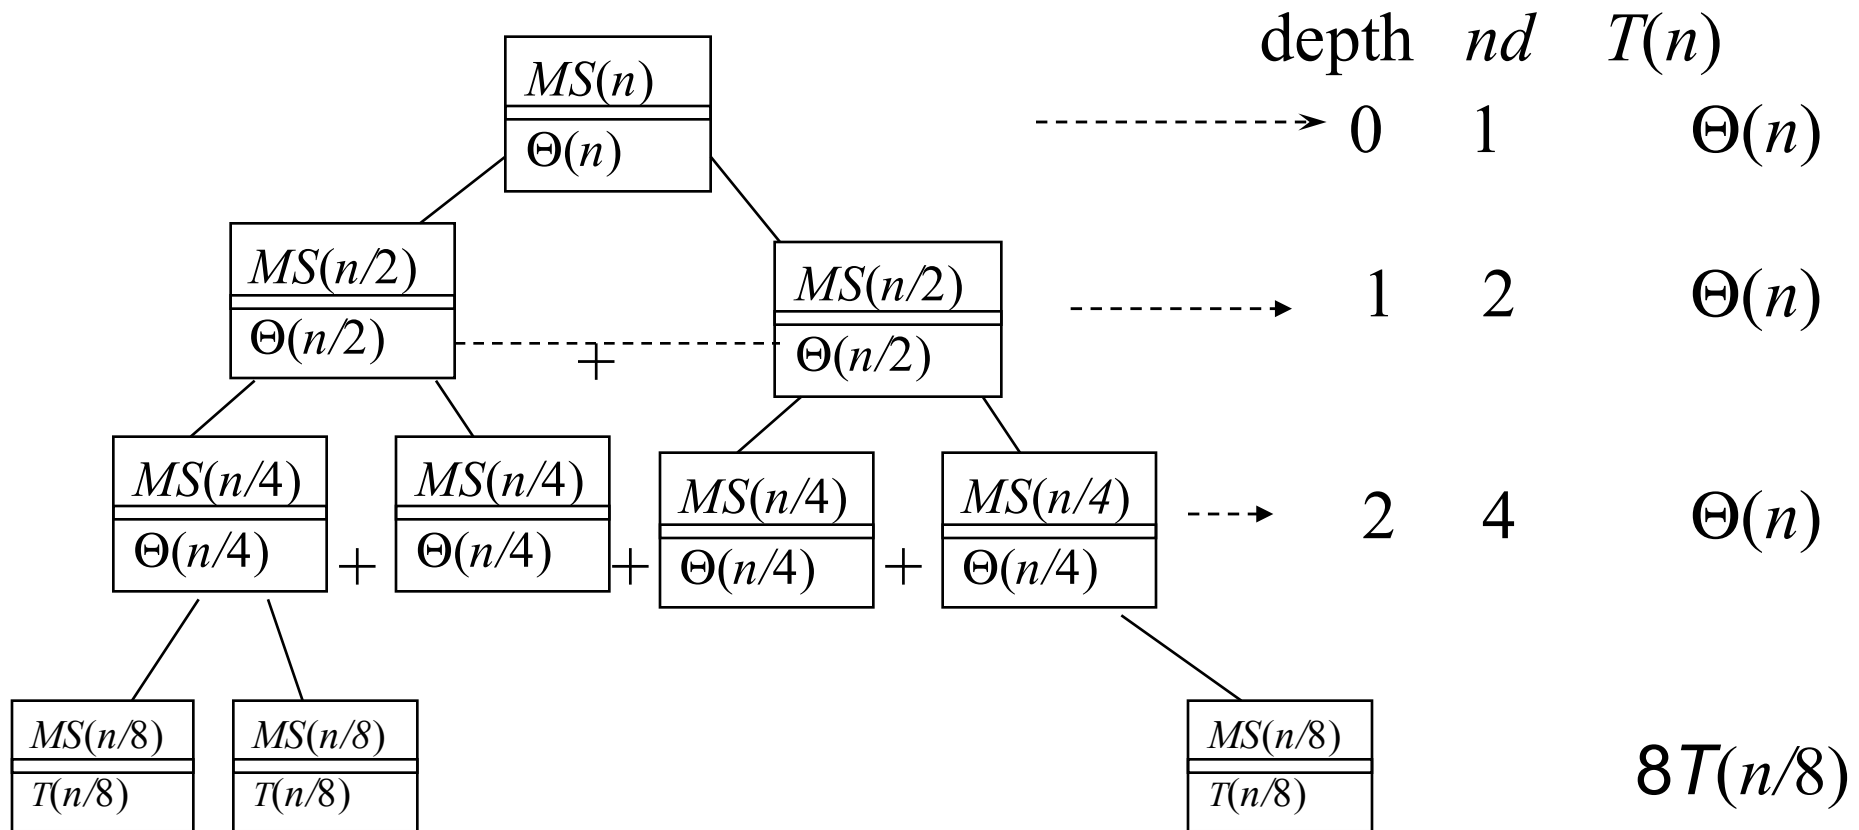 depth nd T(n)
MS(n)
Θ(n)
0 1 Θ(n)
MS(n/2)
Θ(n/2)
+
MS(n/2)
Θ(n/2)
1 2 Θ(n)
MS(n/4)
Θ(n/4)
+
MS(n/4)
Θ(n/4)
+
MS(n/4)
Θ(n/4)
+
MS(n/4)
Θ(n/4)
2 4 Θ(n)
MS(n/8)
T(n/8)
MS(n/8)
T(n/8)
MS(n/8)
T(n/8)
8T(n/8)